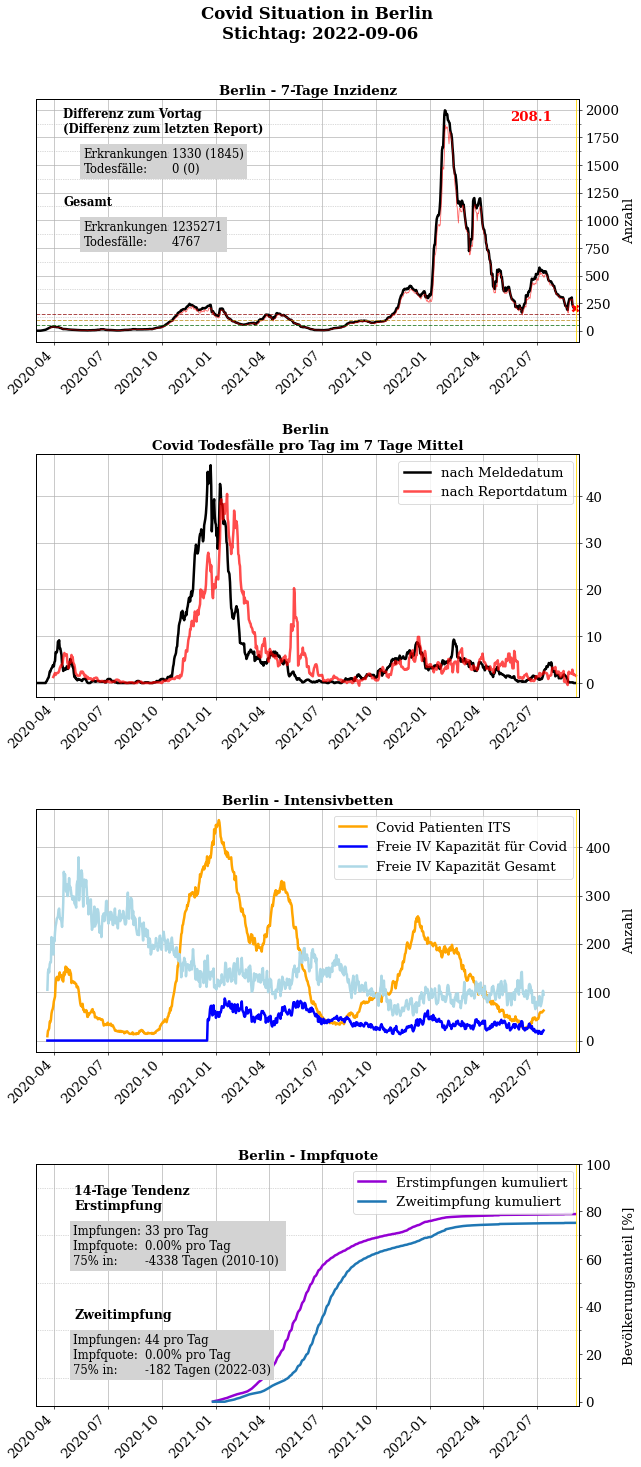 Covid Situation in Berlin
Stichtag: 2022-09-06
Berlin - 7-Tage Inzidenz
Differenz zum Vortag
(Differenz zum letzten Report)
Erkrankungen 1330 (1845)
Todesfälle: 0 (0)
Gesamt
Erkrankungen 1235271
Todesfälle: 4767
208.1
2000
1750
1500
1250
1000
750
500
250
0
Anzahl
2020-04
2020-07
2020-10
2021-01
2021-04
2021-07
2021-10
2022-01
2022-04
2022-07
Berlin
Covid Todesfälle pro Tag im 7 Tage Mittel
nach Meldedatum
nach Reportdatum
40
30
20
10
0
2020-04
2020-07
2020-10
2021-01
2021-04
2021-07
2021-10
2022-01
2022-04
2022-07
Berlin - Intensivbetten
Covid Patienten ITS
Freie IV Kapazität für Covid
Freie IV Kapazität Gesamt
400
300
200
100
0
Anzahl
2020-04
2020-07
2020-10
2021-01
2021-04
2021-07
2021-10
2022-01
2022-04
2022-07
Berlin - Impfquote
14-Tage Tendenz
Erstimpfung
Impfungen: 33 pro Tag
Impfquote: 0.00% pro Tag
75% in: -4338 Tagen (2010-10)
Zweitimpfung
Impfungen: 44 pro Tag
Impfquote: 0.00% pro Tag
75% in: -182 Tagen (2022-03)
Erstimpfungen kumuliert
Zweitimpfung kumuliert
100
80
60
40
20
0
Bevölkerungsanteil [%]
2020-04
2020-07
2020-10
2021-01
2021-04
2021-07
2021-10
2022-01
2022-04
2022-07